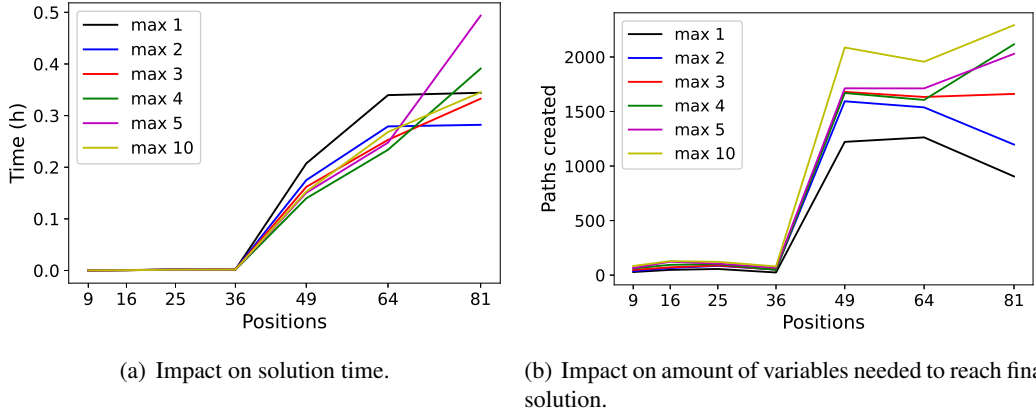 max 1
max 2
max 3
max 4
max 5
max 10
Time (h)
0.5
0.4
0.3
0.2
0.1
0.0
9 16 25 36 49 64 81
Positions
(a) Impact on solution time.
max 1
max 2
max 3
max 4
max 5
max 10
Paths created
2000
1500
1000
500
0
9 16 25 36 49 64 81
Positions
(b) Impact on amount of variables needed to reach fina
solution.